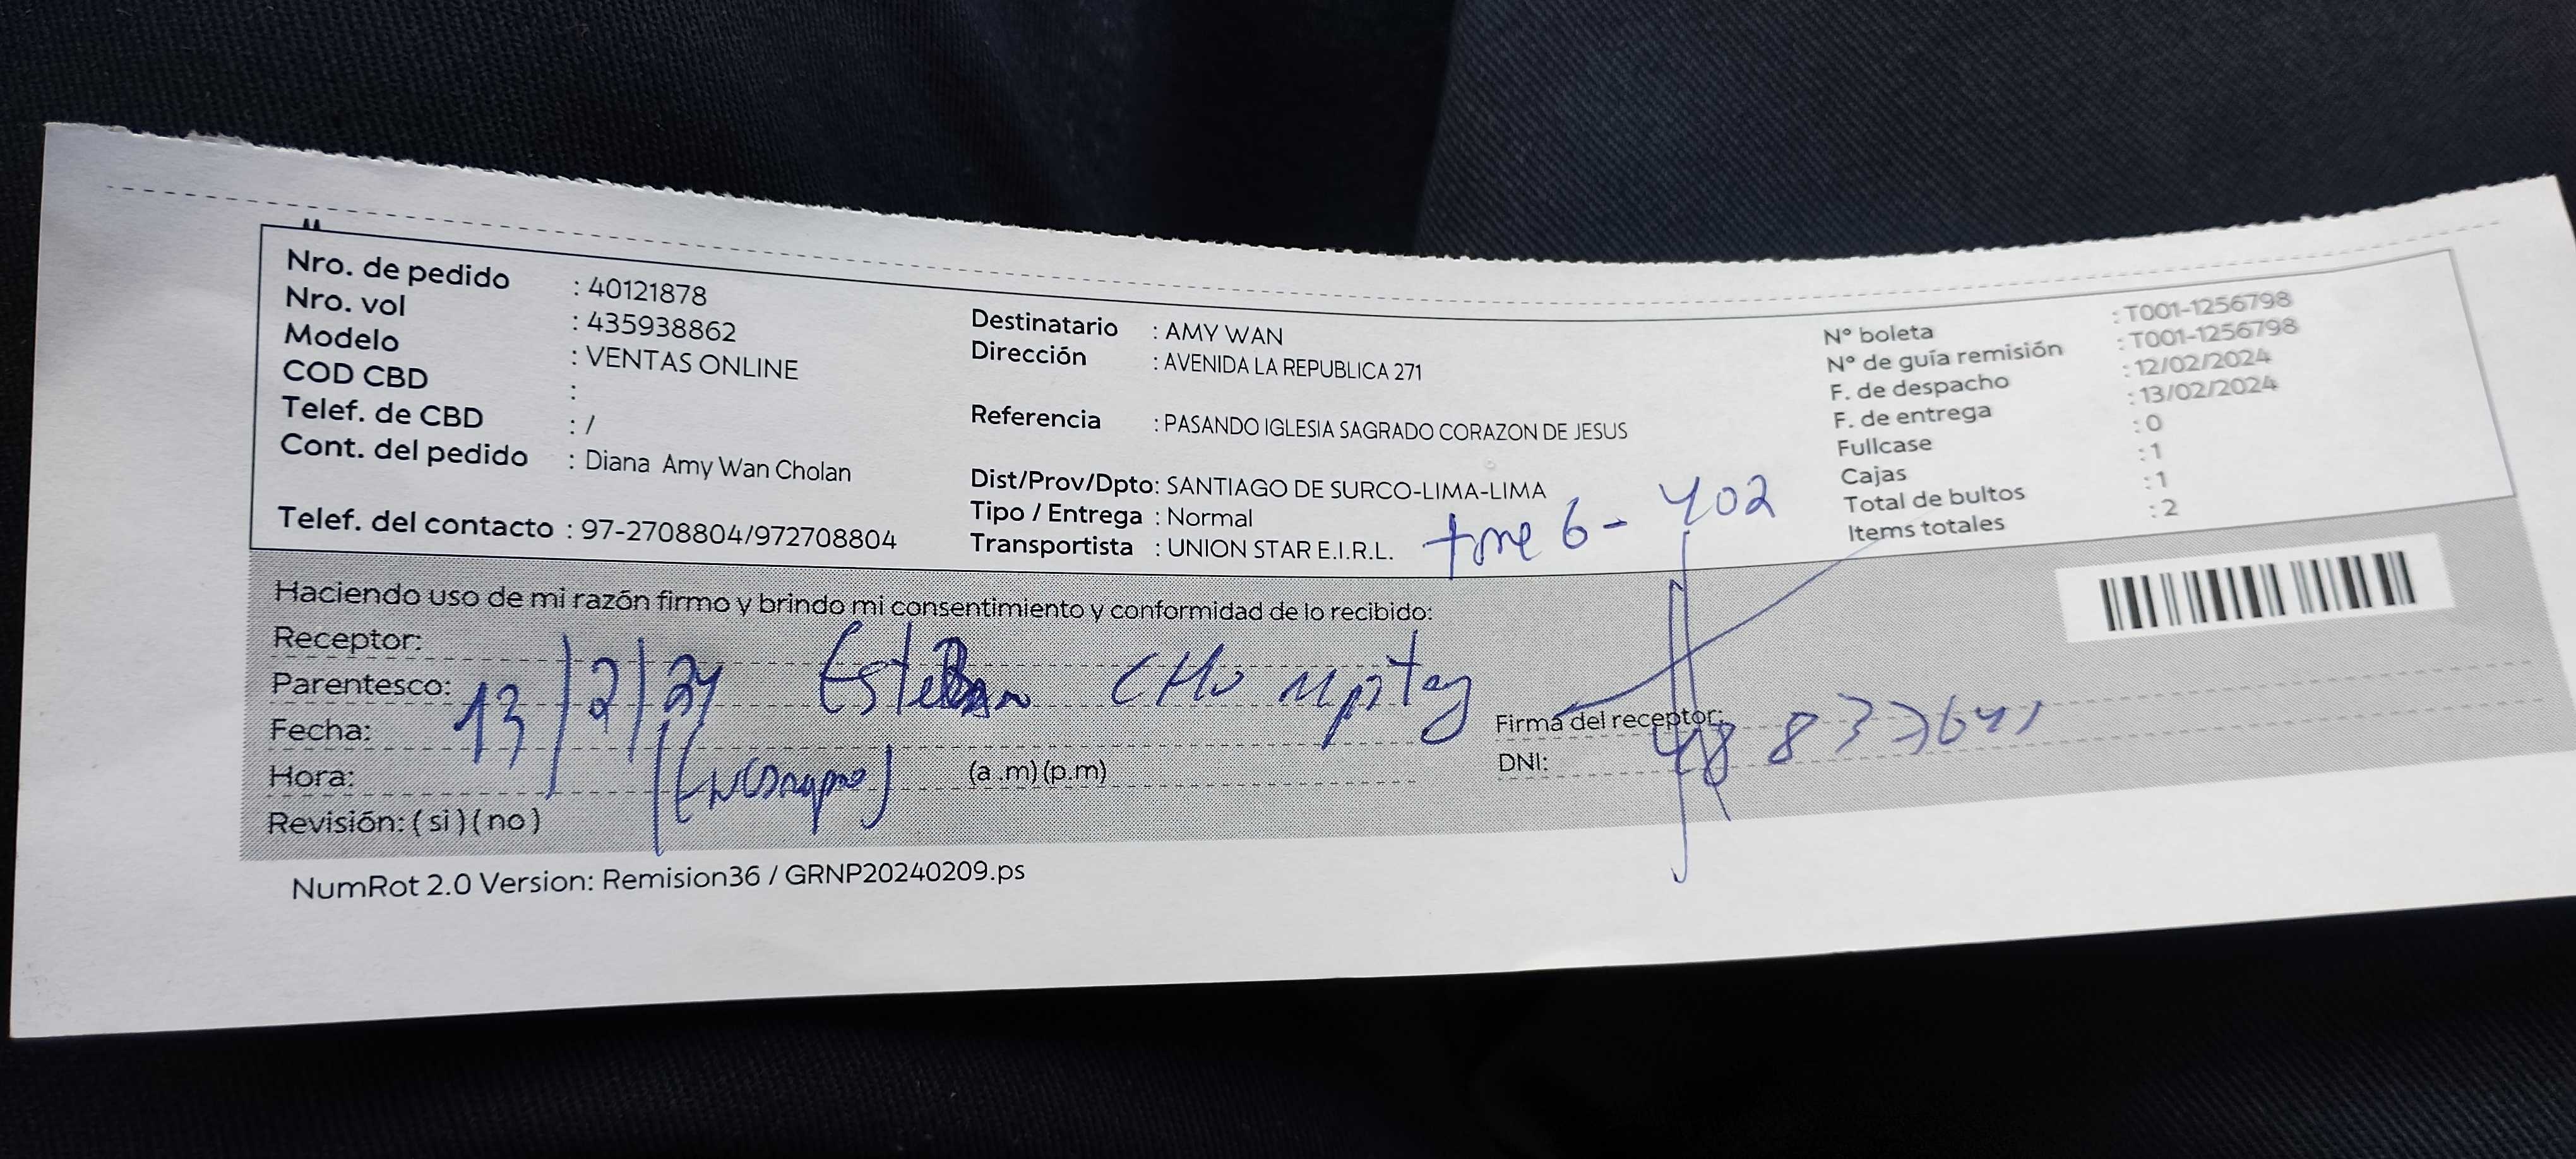 Nro. de pedido : 40121878
Nro. vol : 435938862
Modelo : VENTAS ONLINE
COD CBD :
Telef. de CBD : /
Cont. del pedido : Diana Amy Wan Cholan
Telef. del contacto : 97-2708804/972708804
Destinatario : AMY WAN
Dirección : AVENIDA LA REPUBLICA 271
Referencia : PASANDO IGLESIA SAGRADO CORAZON DE JESUS
Dist/Prov/Dpto: SANTIAGO DE SURCO-LIMA-LIMA
Tipo / Entrega : Normal
Transportista : UNION STAR E.I.R.L.
6 - 402
N° boleta : T001-1256798
N° de guía remisión : T001-1256798
F. de despacho : 12/02/2024
F. de entrega : 13/02/2024
Fullcase : 0
Cajas : 1
Total de bultos : 1
Items totales : 2
Haciendo uso de mi razón firmo y brindo mi consentimiento y conformidad de lo recibido:
Receptor:
Parentesco: Esteban
Fecha: 13/2/24
Hora: (a .m) (p.m)
Revisión: ( si ) ( no )
Firma del receptor:
DNI:
NumRot 2.0 Version: Remision36 / GRNP20240209.ps